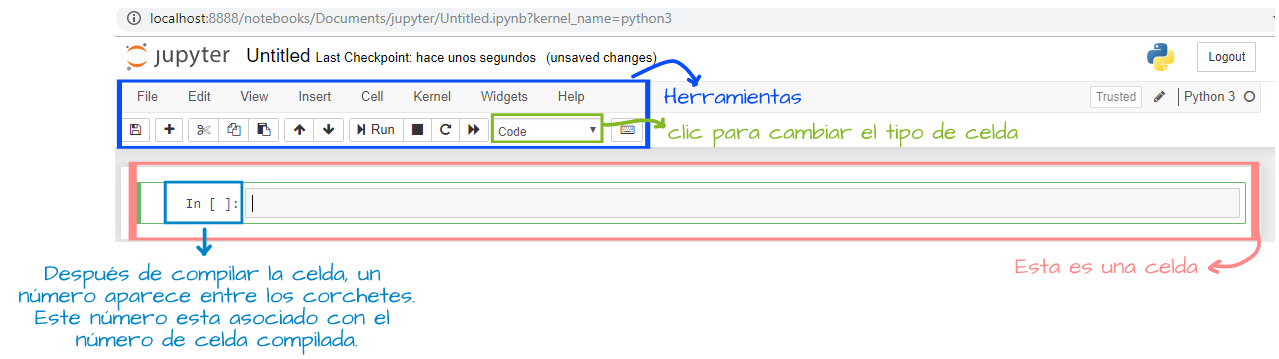 localhost:8888/notebooks/Documents/jupyter/Untitled.ipynb?kernel_name=python3
jupyter Untitled Last Checkpoint: hace unos segundos (unsaved changes) Logout
File Edit View Insert Cell Kernel Widgets Help
Herramientas
Trusted Python 3
Run Code
clic para cambiar el tipo de celda
In [ ]:
Esta es una celda
Después de compilar la celda, un
número aparece entre los corchetes.
Este número esta asociado con el
número de celda compilada.